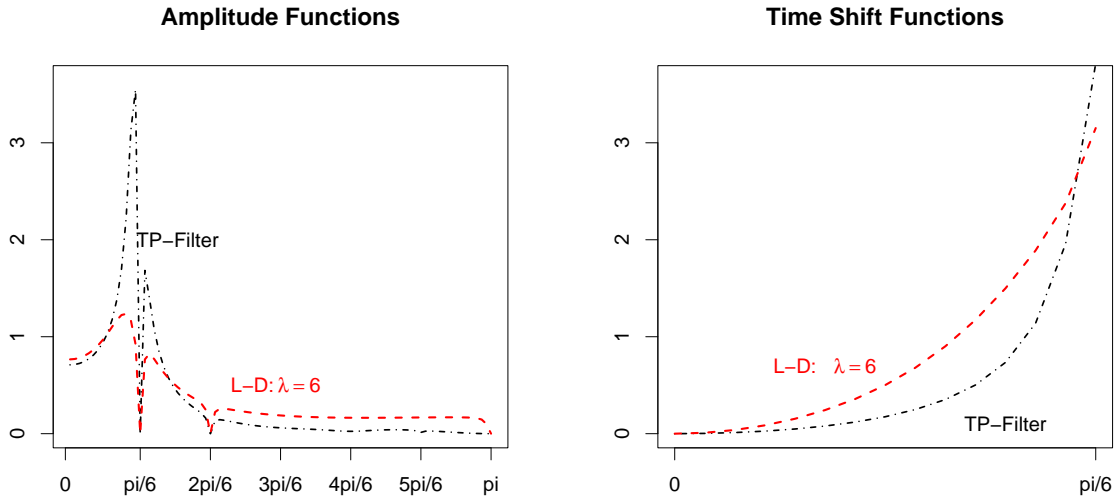 Amplitude Functions
3
2
1
0
TP−Filter
L−D: λ = 6
0 pi/6 2pi/6 3pi/6 4pi/6 5pi/6 pi
Time Shift Functions
3
2
1
0
L−D: λ = 6
TP−Filter
0 pi/6